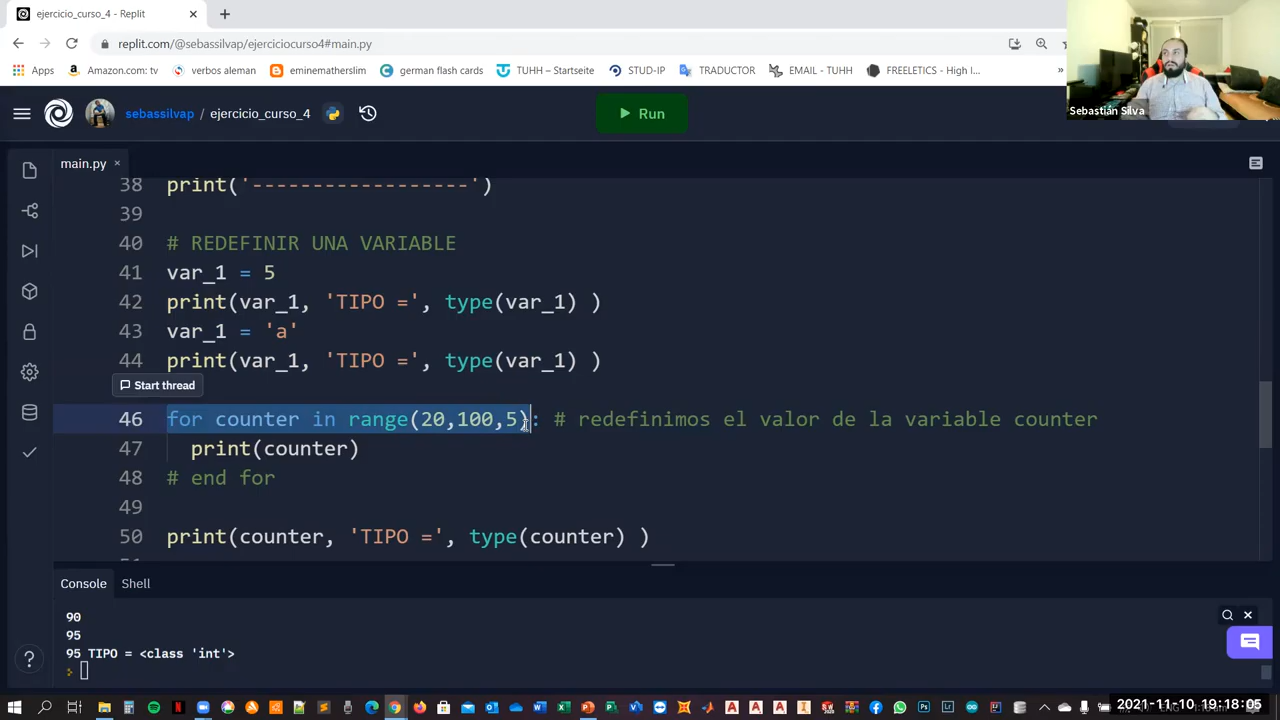 ejercicio_curso_4 - Replit
replit.com/@sebassilvap/ejerciciocurso4#main.py
Apps Amazon.com: tv verbos aleman eminematherslim german flash cards TUHH – Startseite STUD-IP TRADUCTOR EMAIL - TUHH FREELETICS - High I... »
Sebastián Silva
sebassilvap / ejercicio_curso_4 Run
main.py
38 print('------------------')
39
40 # REDEFINIR UNA VARIABLE
41 var_1 = 5
42 print(var_1, 'TIPO =', type(var_1) )
43 var_1 = 'a'
44 print(var_1, 'TIPO =', type(var_1) )
Start thread
46 for counter in range(20,100,5): # redefinimos el valor de la variable counter
47 print(counter)
48 # end for
49
50 print(counter, 'TIPO =', type(counter) )
Console Shell
90
95
95 TIPO = <class 'int'>
2021-11-10 19:18:05